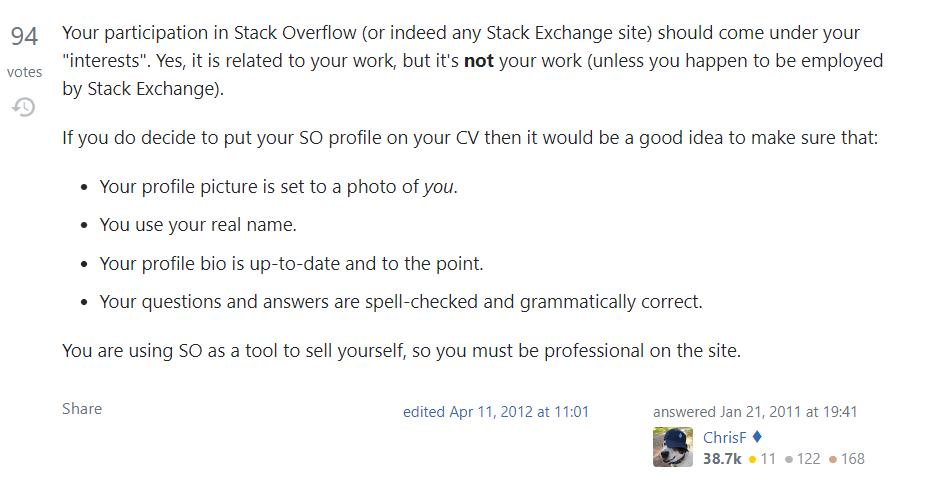 94
votes
Your participation in Stack Overflow (or indeed any Stack Exchange site) should come under your
"interests". Yes, it is related to your work, but it's not your work (unless you happen to be employed
by Stack Exchange).
If you do decide to put your SO profile on your CV then it would be a good idea to make sure that:
• Your profile picture is set to a photo of you.
• You use your real name.
• Your profile bio is up-to-date and to the point.
• Your questions and answers are spell-checked and grammatically correct.
You are using SO as a tool to sell yourself, so you must be professional on the site.
Share
edited Apr 11, 2012 at 11:01
answered Jan 21, 2011 at 19:41
ChrisF ♦
38.7k ● 11 ● 122 ● 168